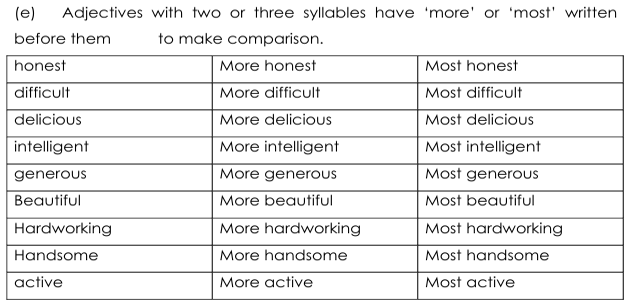 (e) Adjectives with two or three syllables have ‘more’ or ‘most’ written
before them to make comparison.
honest More honest Most honest
difficult More difficult Most difficult
delicious More delicious Most delicious
intelligent More intelligent Most intelligent
generous More generous Most generous
Beautiful More beautiful Most beautiful
Hardworking More hardworking Most hardworking
Handsome More handsome Most handsome
active More active Most active